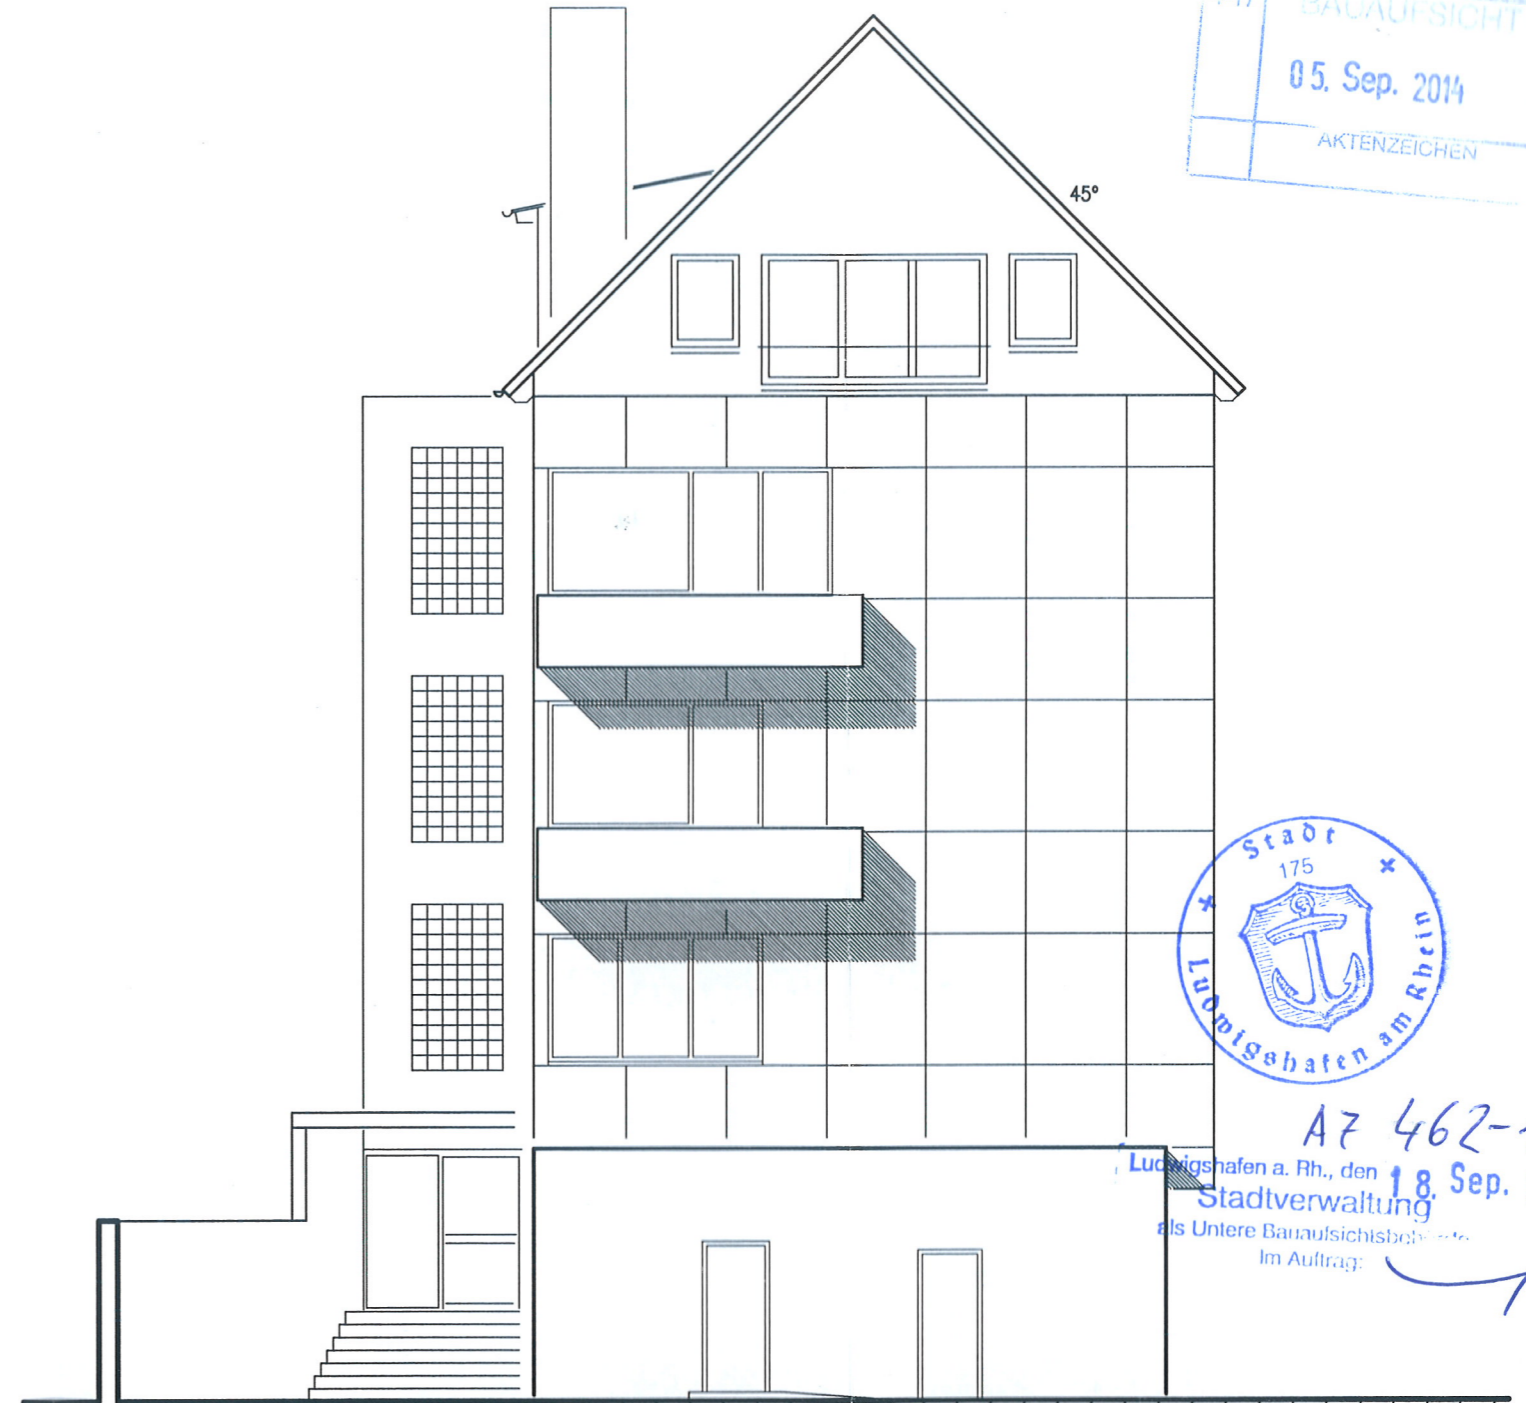 BAUAUFSICHT
05. Sep. 2014
AKTENZEICHEN
45°
Stadt
175
Ludwigshafen am Rhein
AZ 462-
Ludwigshafen a. Rh., den 18. Sep.
Stadtverwaltung
als Untere
Im Auftrag: